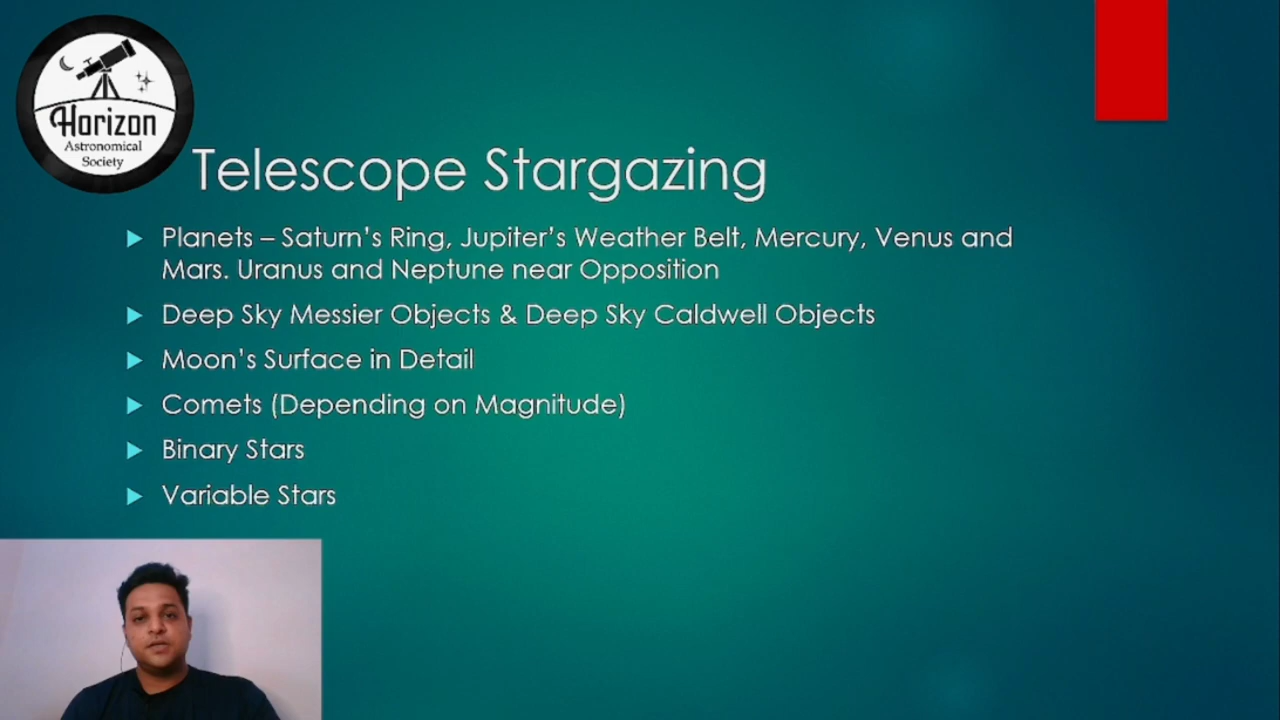 Horizon
Astronomical
Society
Telescope Stargazing
Planets – Saturn's Ring, Jupiter's Weather Belt, Mercury, Venus and
Mars. Uranus and Neptune near Opposition
Deep Sky Messier Objects & Deep Sky Caldwell Objects
Moon's Surface in Detail
Comets (Depending on Magnitude)
Binary Stars
Variable Stars